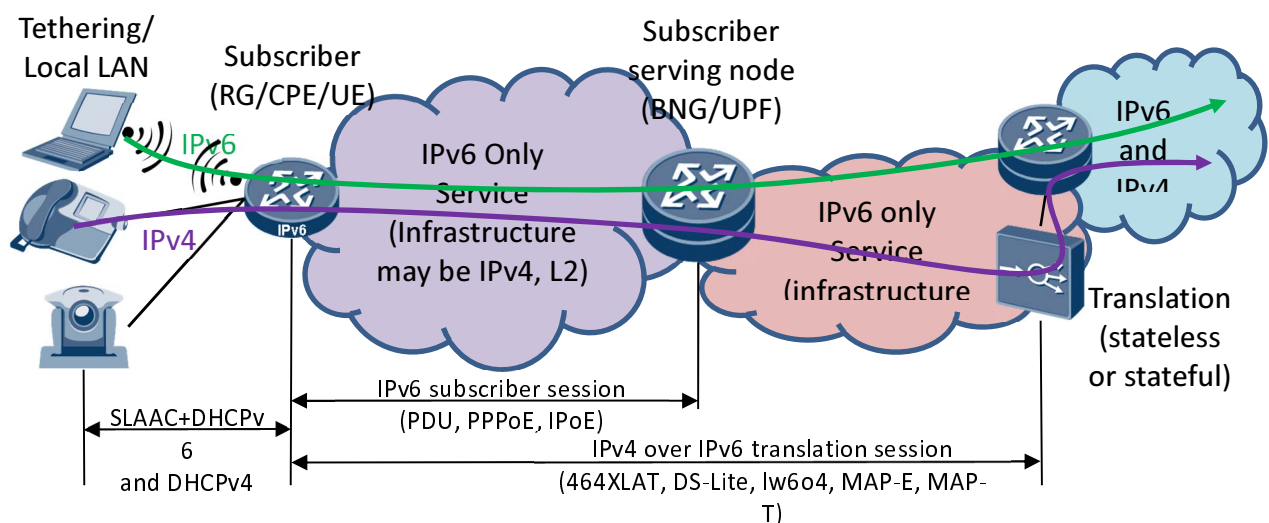 Tethering/
Local LAN
Subscriber
(RG/CPE/UE)
Subscriber
serving node
(BNG/UPF)
IPv6
IPv4
IPv6
IPv6 Only
Service
(Infrastructure
may be IPv4, L2)
IPv6 only
Service
(infrastructure
IPv6
and
IPv4
Translation
(stateless
or stateful)
IPv6 subscriber session
(PDU, PPPoE, IPoE)
SLAAC+DHCPv
6
and DHCPv4
IPv4 over IPv6 translation session
(464XLAT, DS-Lite, lw6o4, MAP-E, MAP-
T)